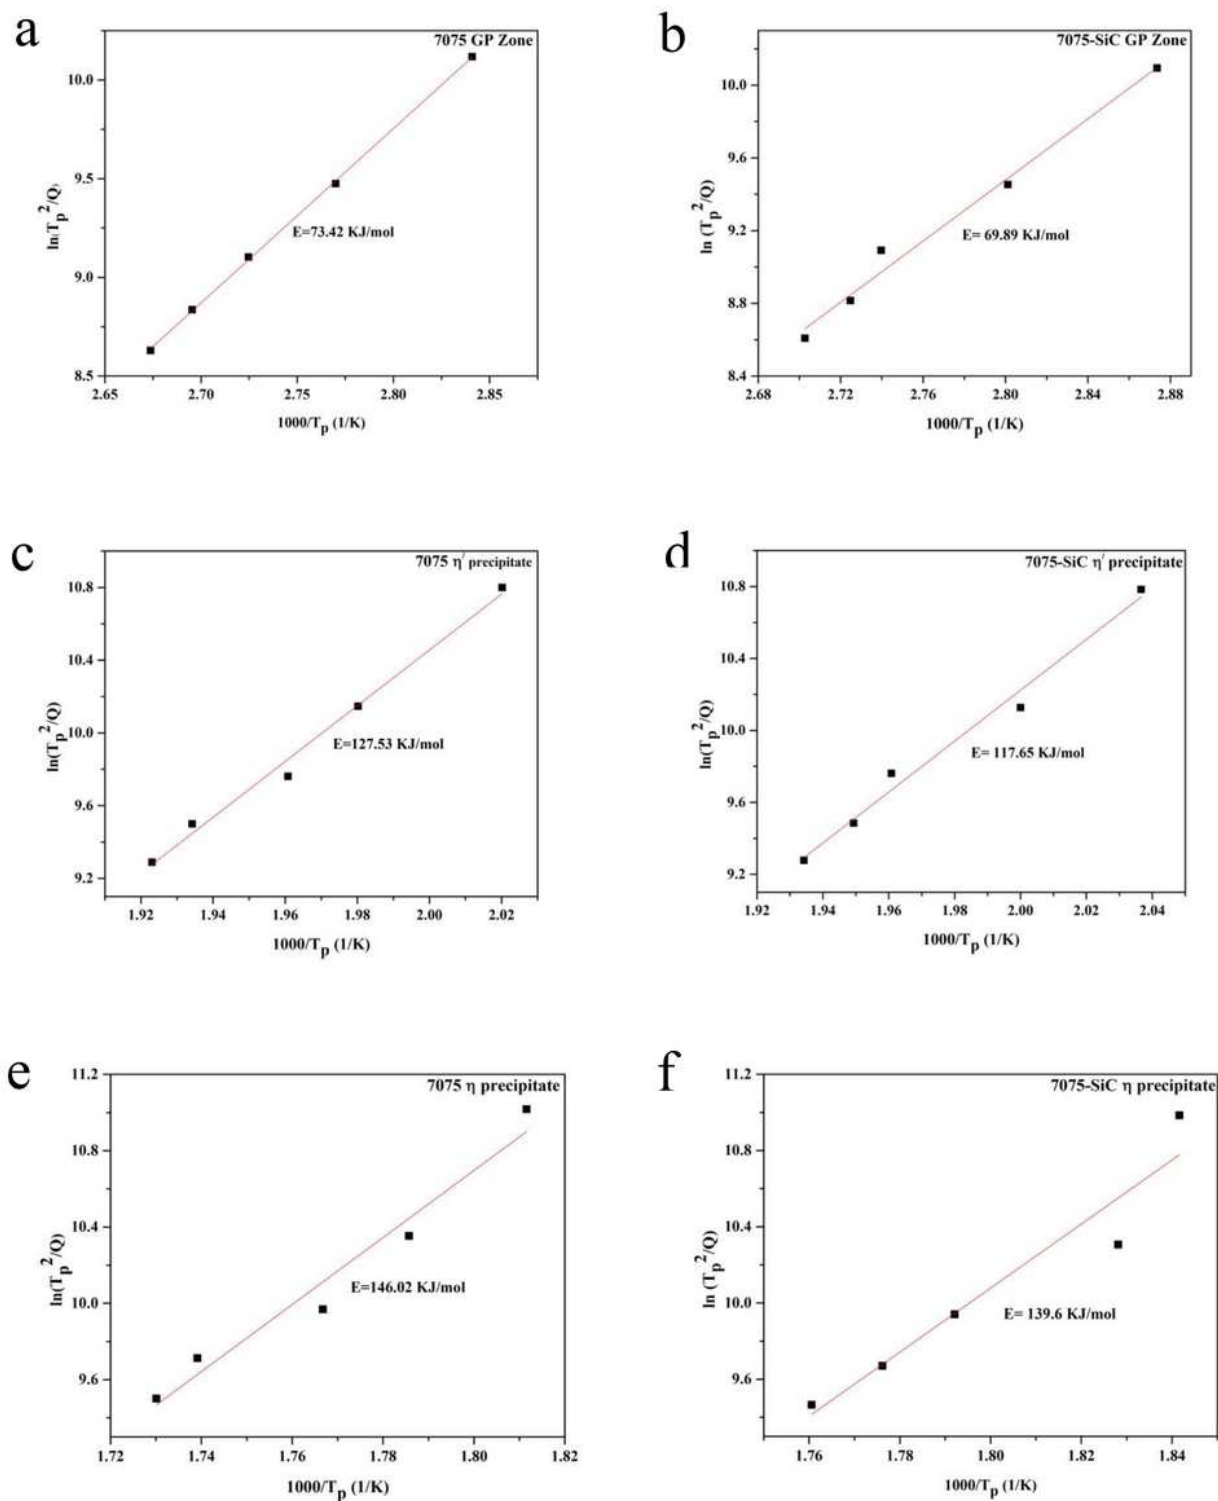 a
7075 GP Zone
10.0
9.5
9.0
8.5
ln(Tp2/Q)
E=73.42 KJ/mol
2.65 2.70 2.75 2.80 2.85
1000/Tp (1/K)
b
7075-SiC GP Zone
10.0
9.6
9.2
8.8
8.4
ln (Tp2/Q)
E= 69.89 KJ/mol
2.68 2.72 2.76 2.80 2.84 2.88
1000/Tp (1/K)
c
7075 η′ precipitate
10.8
10.4
10.0
9.6
9.2
ln(Tp2/Q)
E=127.53 KJ/mol
1.92 1.94 1.96 1.98 2.00 2.02
1000/Tp (1/K)
d
7075-SiC η′ precipitate
10.8
10.4
10.0
9.6
9.2
ln(Tp2/Q)
E= 117.65 KJ/mol
1.92 1.94 1.96 1.98 2.00 2.02 2.04
1000/Tp (1/K)
e
7075 η precipitate
11.2
10.8
10.4
10.0
9.6
ln(Tp2/Q)
E=146.02 KJ/mol
1.72 1.74 1.76 1.78 1.80 1.82
1000/Tp (1/K)
f
7075-SiC η precipitate
11.2
10.8
10.4
10.0
9.6
ln (Tp2/Q)
E= 139.6 KJ/mol
1.76 1.78 1.80 1.82 1.84
1000/Tp (1/K)